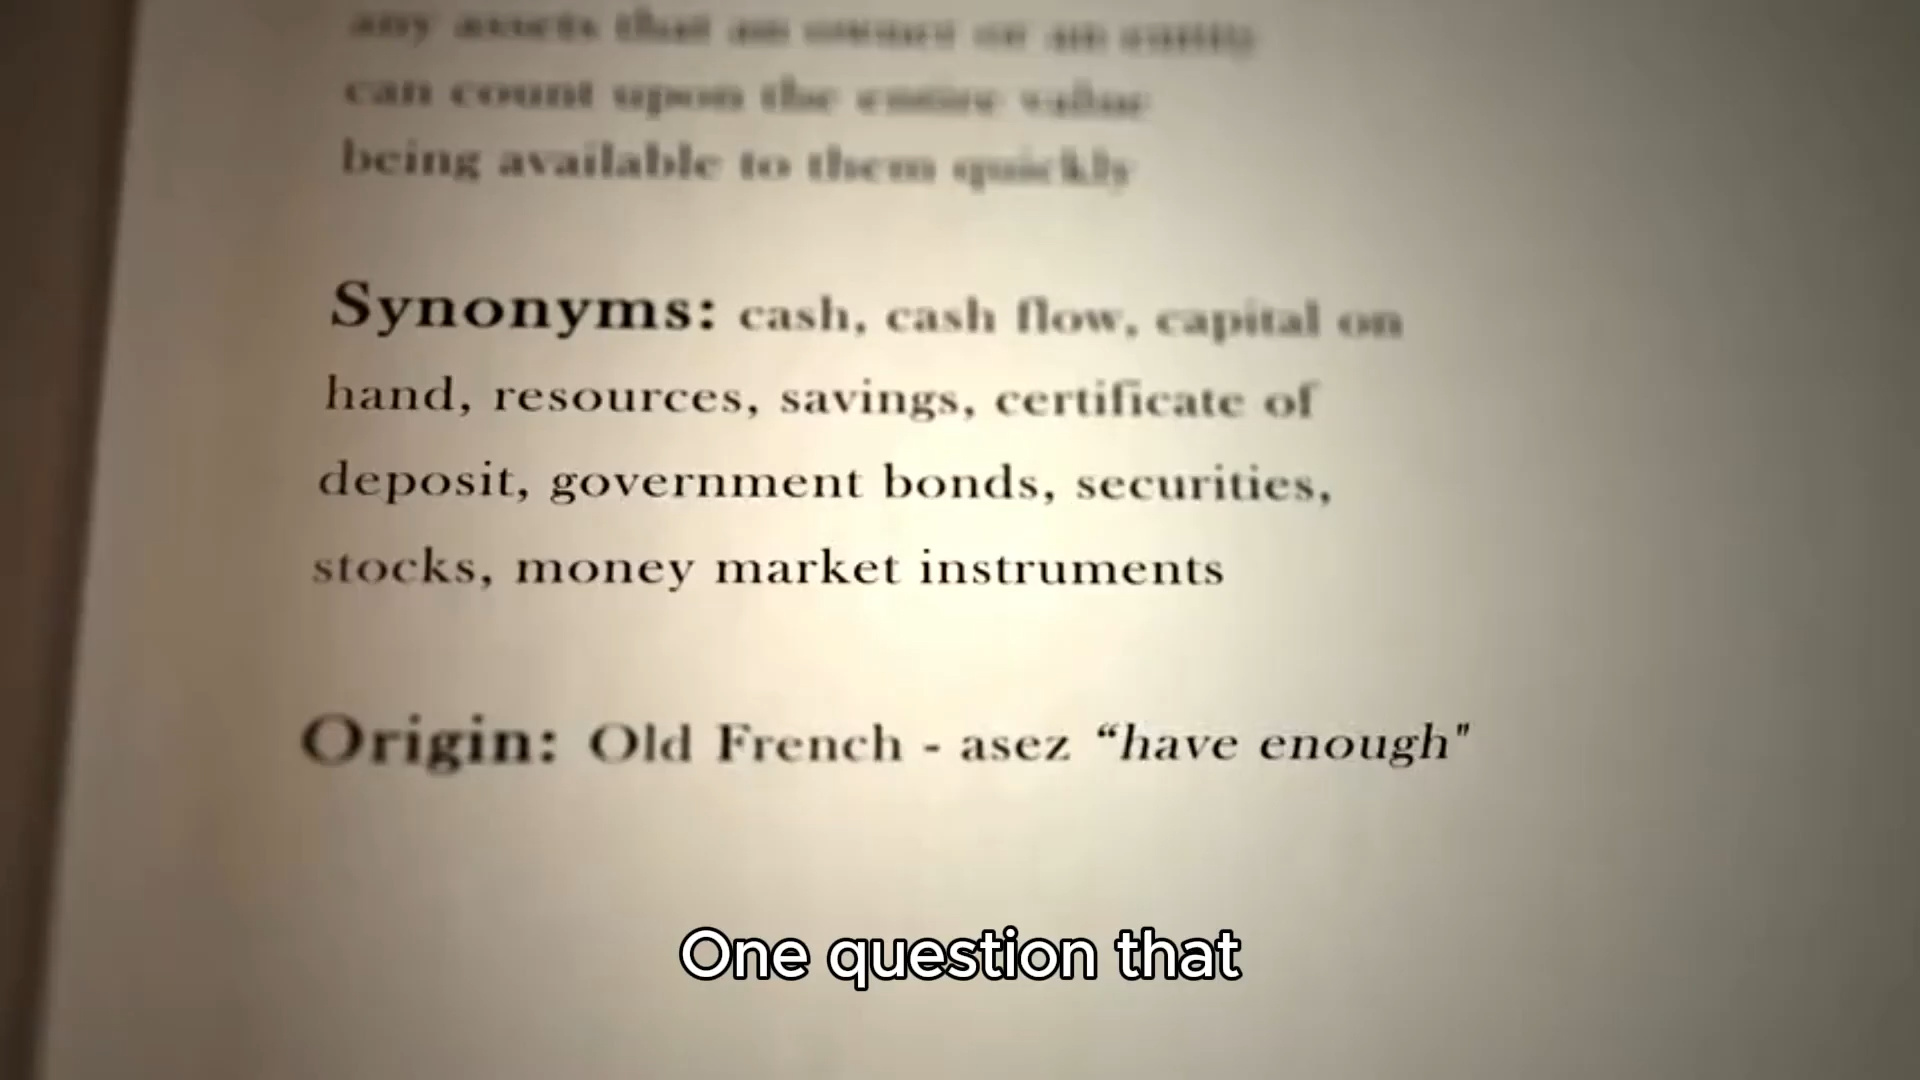 any assets that an owner or an entity
can count upon the entire value
being available to them quickly
Synonyms: cash, cash flow, capital on
hand, resources, savings, certificate of
deposit, government bonds, securities,
stocks, money market instruments
Origin: Old French - asez “have enough"
One question that